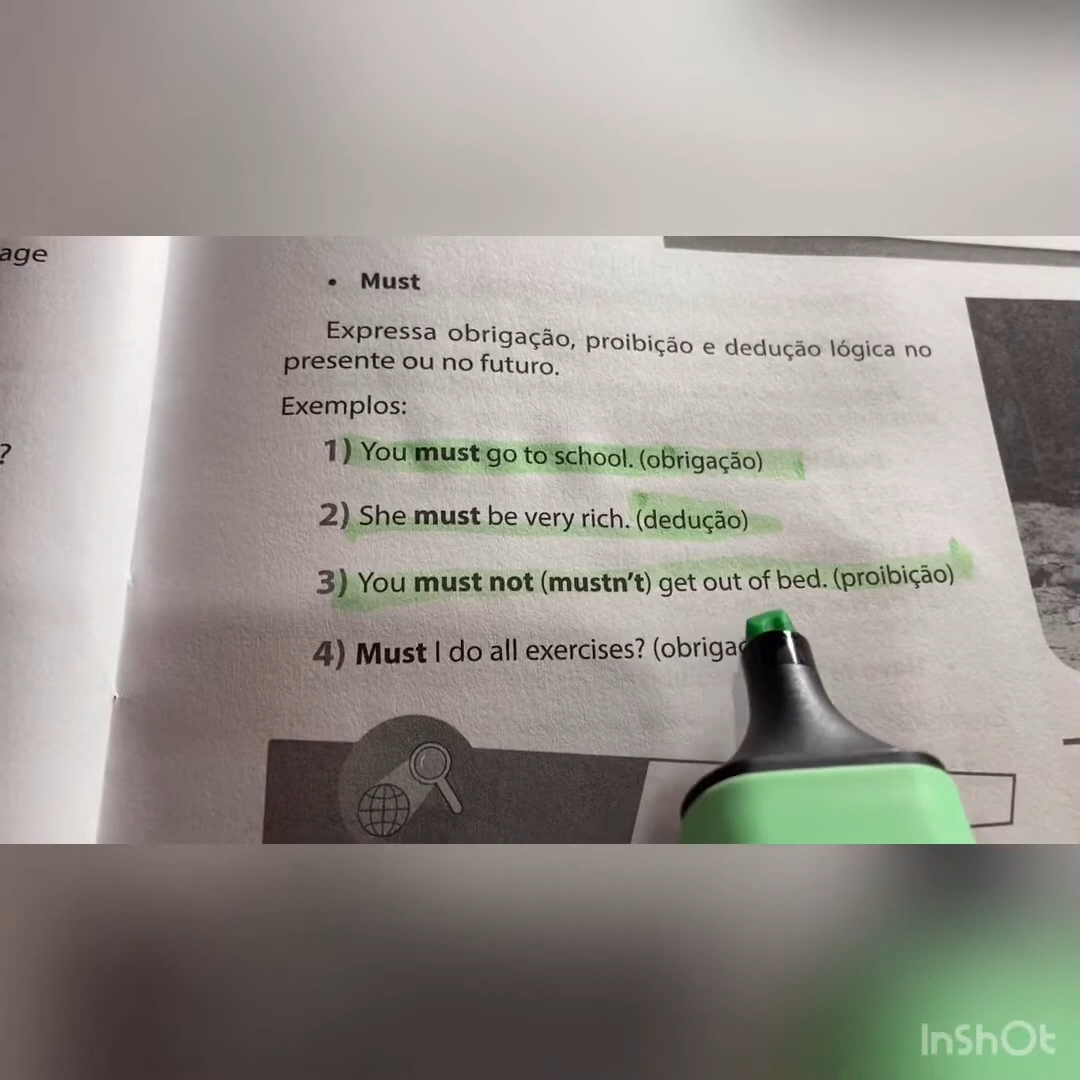 age
?
• Must
Expressa obrigação, proibição e dedução lógica no
presente ou no futuro.
Exemplos:
1) You must go to school. (obrigação)
2) She must be very rich. (dedução)
3) You must not (mustn't) get out of bed. (proibição)
4) Must I do all exercises?
InShOt